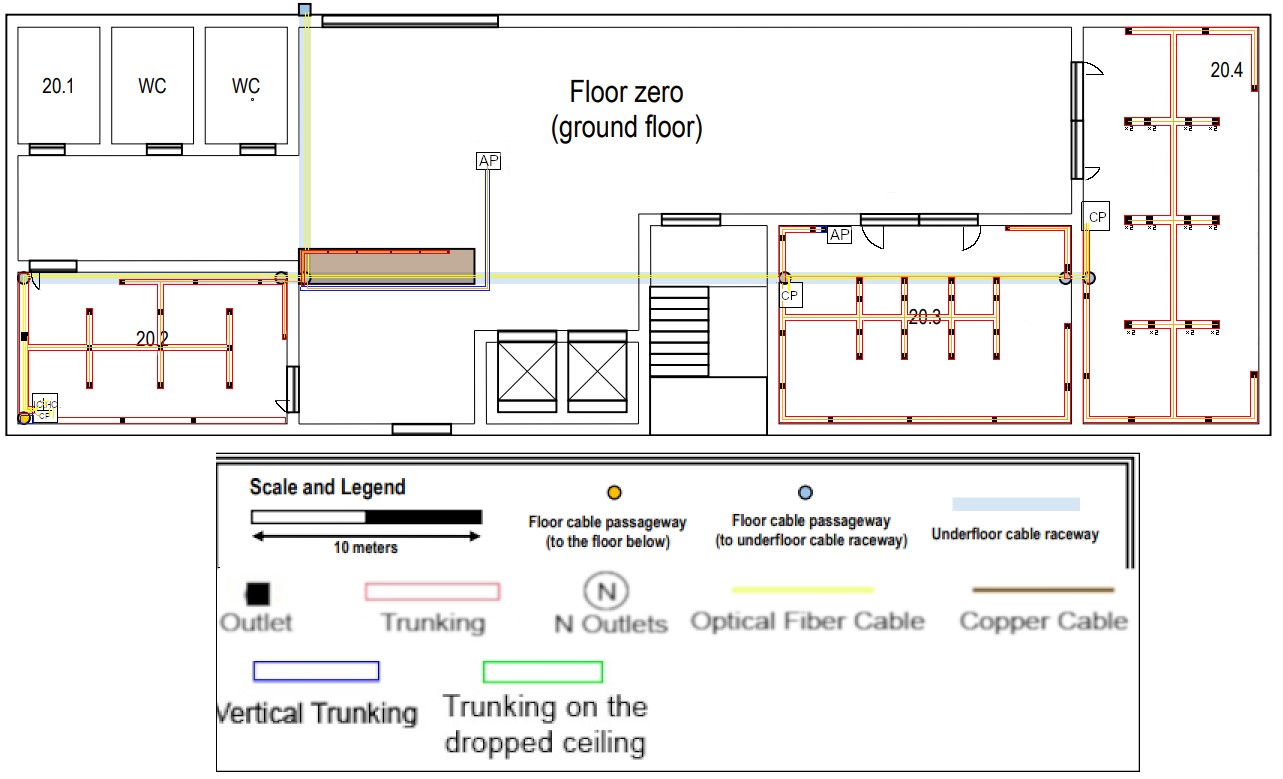 20.1
WC
WC
Floor zero
(ground floor)
20.4
x2 x2 x2 x2
AP
CP
x2 x2 x2 x2
AP
CP
20.3
20.2
x2 x2 x2 x2
CP
Scale and Legend
10 meters
Floor cable passageway
(to the floor below)
Floor cable passageway
(to underfloor cable raceway)
Underfloor cable raceway
Outlet
Trunking
N
N Outlets
Optical Fiber Cable
Copper Cable
Vertical Trunking
Trunking on the
dropped ceiling